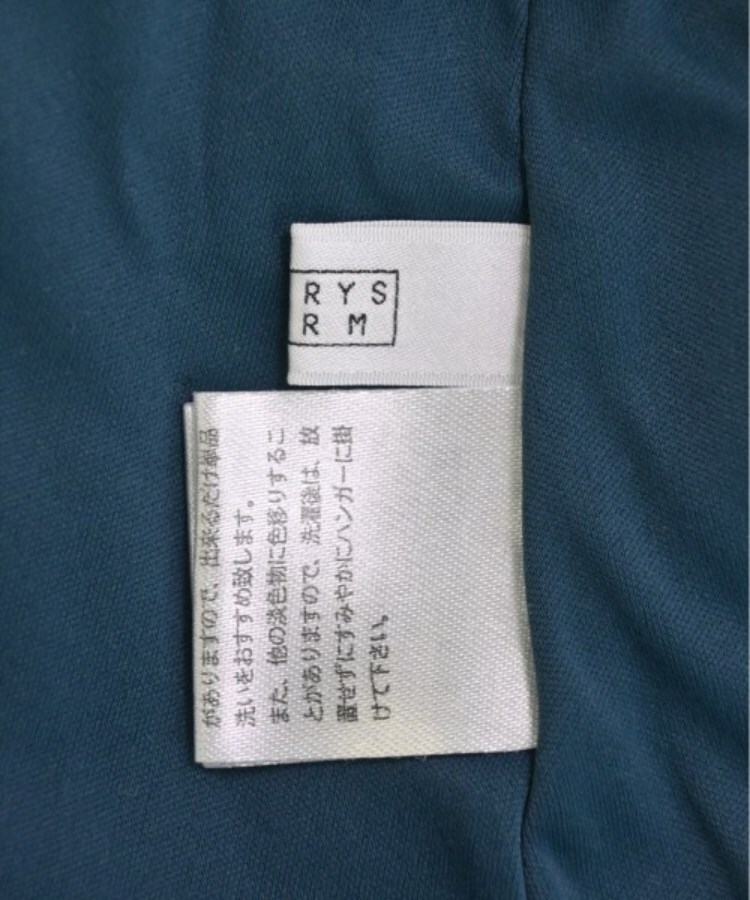 RYS
RM
がありますので、出来るだけ単品
洗いをおすすめ致します。
また、他の淡色物に色移りするこ
とがありますので、洗濯後は、放
置せずにすみやかにハンガーに掛
けて下さい。